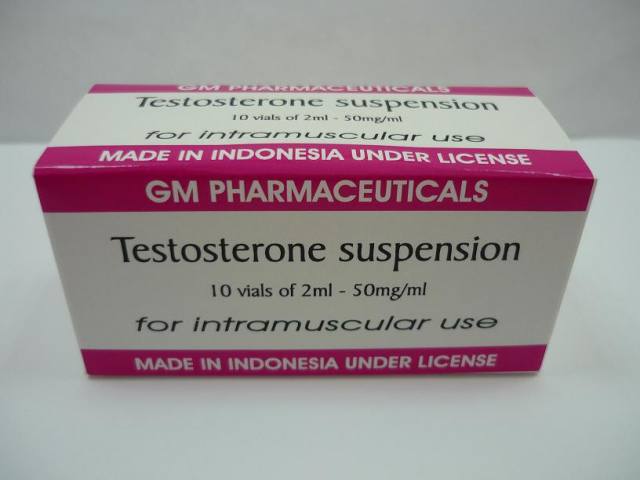 GM PHARMACEUTICALS
Testosterone suspension
10 vials of 2ml - 50mg/ml
for intramuscular use
MADE IN INDONESIA UNDER LICENSE
GM PHARMACEUTICALS
Testosterone suspension
10 vials of 2ml - 50mg/ml
for intramuscular use
MADE IN INDONESIA UNDER LICENSE